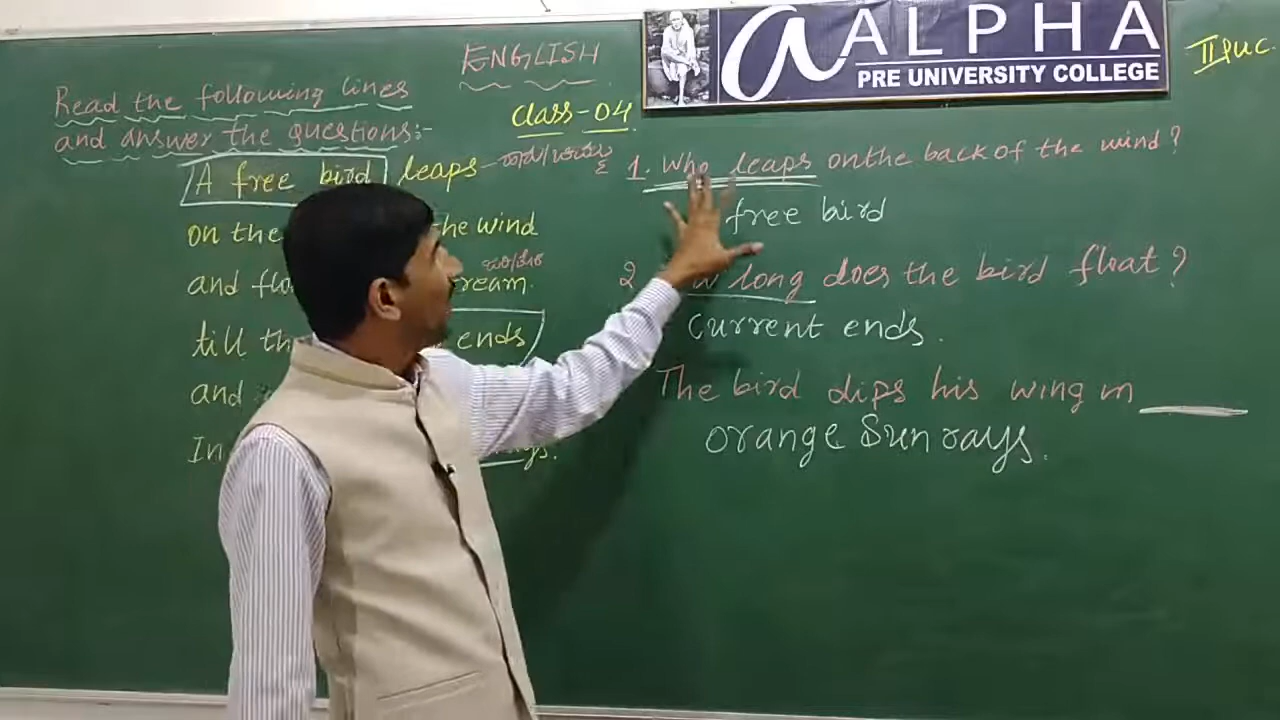 ENGLISH
Class-04
Read the following lines
and answer the questions:-
A free bird leaps
on the he wind
and flo ream.
till th ends
and
In ys.
a ALPHA
PRE UNIVERSITY COLLEGE
II PUC
1. Who leaps on the back of the wind?
free bird
2 w long does the bird float?
Current ends.
The bird dips his wing in ___
orange Sun rays.